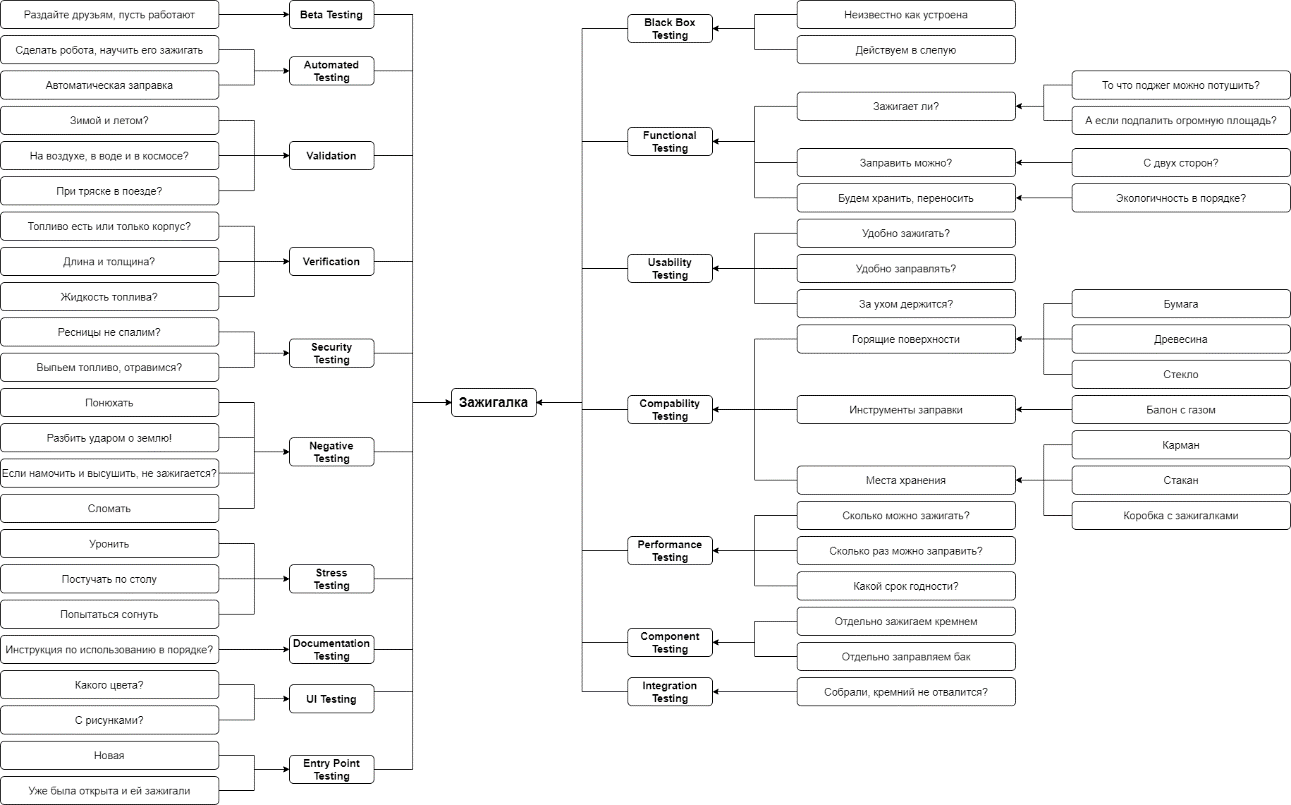 Раздайте друзьям, пусть работают
Beta Testing
Сделать робота, научить его зажигать
Автоматическая заправка
Automated
Testing
Зимой и летом?
На воздухе, в воде и в космосе?
При тряске в поезде?
Validation
Топливо есть или только корпус?
Длина и толщина?
Жидкость топлива?
Verification
Ресницы не спалим?
Выпьем топливо, отравимся?
Security
Testing
Понюхать
Разбить ударом о землю!
Если намочить и высушить, не зажигается?
Сломать
Negative
Testing
Уронить
Постучать по столу
Попытаться согнуть
Stress
Testing
Инструкция по использованию в порядке?
Documentation
Testing
Какого цвета?
С рисунками?
UI Testing
Новая
Уже была открыта и ей зажигали
Entry Point
Testing
Зажигалка
Black Box
Testing
Неизвестно как устроена
Действуем в слепую
Functional
Testing
Зажигает ли?
То что поджег можно потушить?
А если подпалить огромную площадь?
Заправить можно?
С двух сторон?
Будем хранить, переносить
Экологичность в порядке?
Usability
Testing
Удобно зажигать?
Удобно заправлять?
За ухом держится?
Compability
Testing
Горящие поверхности
Бумага
Древесина
Стекло
Инструменты заправки
Балон с газом
Места хранения
Карман
Стакан
Коробка с зажигалками
Performance
Testing
Сколько можно зажигать?
Сколько раз можно заправить?
Какой срок годности?
Component
Testing
Отдельно зажигаем кремнем
Отдельно заправляем бак
Integration
Testing
Собрали, кремний не отвалится?